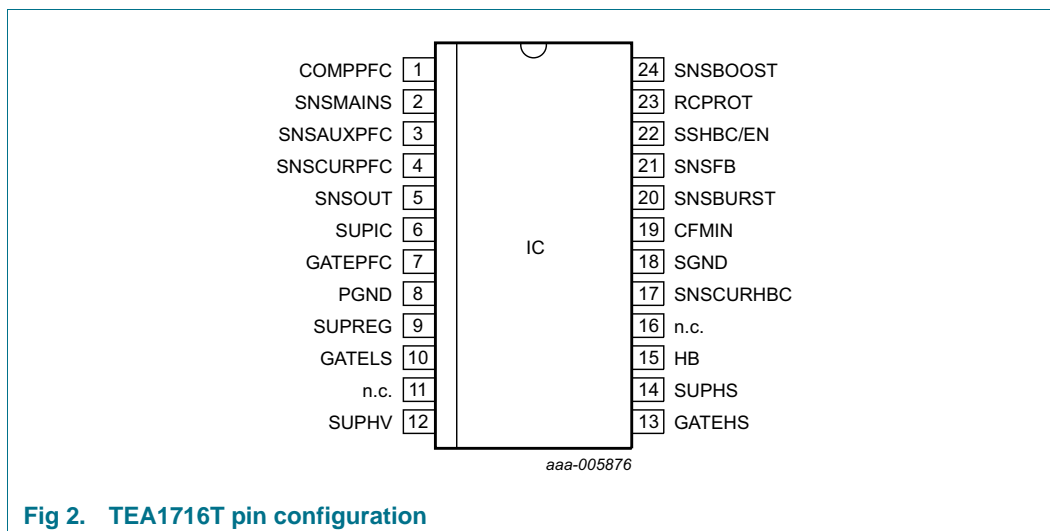 COMPPFC 1 24 SNSBOOST
SNSMAINS 2 23 RCPROT
SNSAUXPFC 3 22 SSHBC/EN
SNSCURPFC 4 21 SNSFB
SNSOUT 5 20 SNSBURST
SUPIC 6 19 CFMIN
IC
GATEPFC 7 18 SGND
PGND 8 17 SNSCURHBC
SUPREG 9 16 n.c.
GATELS 10 15 HB
n.c. 11 14 SUPHS
SUPHV 12 13 GATEHS
aaa-005876
Fig 2. TEA1716T pin configuration